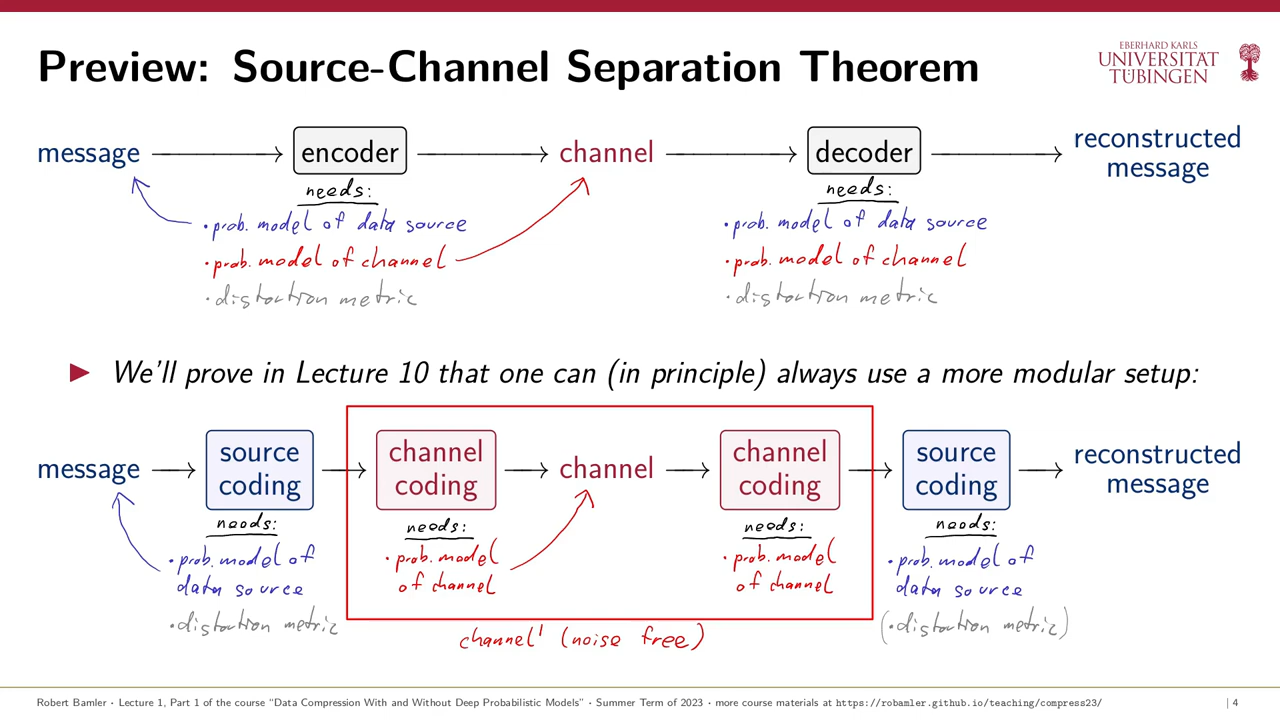 Preview: Source-Channel Separation Theorem
EBERHARD KARLS
UNIVERSITÄT
TÜBINGEN
message
encoder
channel
decoder
reconstructed
message
needs:
• prob. model of data source
• prob. model of channel
• distortion metric
needs:
• prob. model of data source
• prob. model of channel
• distortion metric
We'll prove in Lecture 10 that one can (in principle) always use a more modular setup:
message
source
coding
channel
coding
channel
channel
coding
source
coding
reconstructed
message
needs:
• prob. model of
data source
• distortion metric
needs:
• prob. model
of channel
needs:
• prob. model
of channel
needs:
• prob. model of
data source
(• distortion metric)
channel' (noise free)
Robert Bamler · Lecture 1, Part 1 of the course “Data Compression With and Without Deep Probabilistic Models” · Summer Term of 2023 · more course materials at https://robamler.github.io/teaching/compress23/
| 4